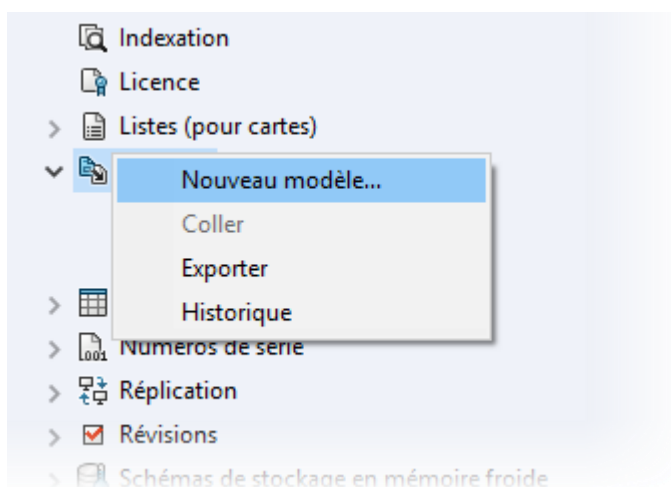 Indexation
Licence
Listes (pour cartes)
Nouveau modèle...
Coller
Exporter
Historique
Numéros de série
Réplication
Révisions
Schémas de stockage en mémoire froide